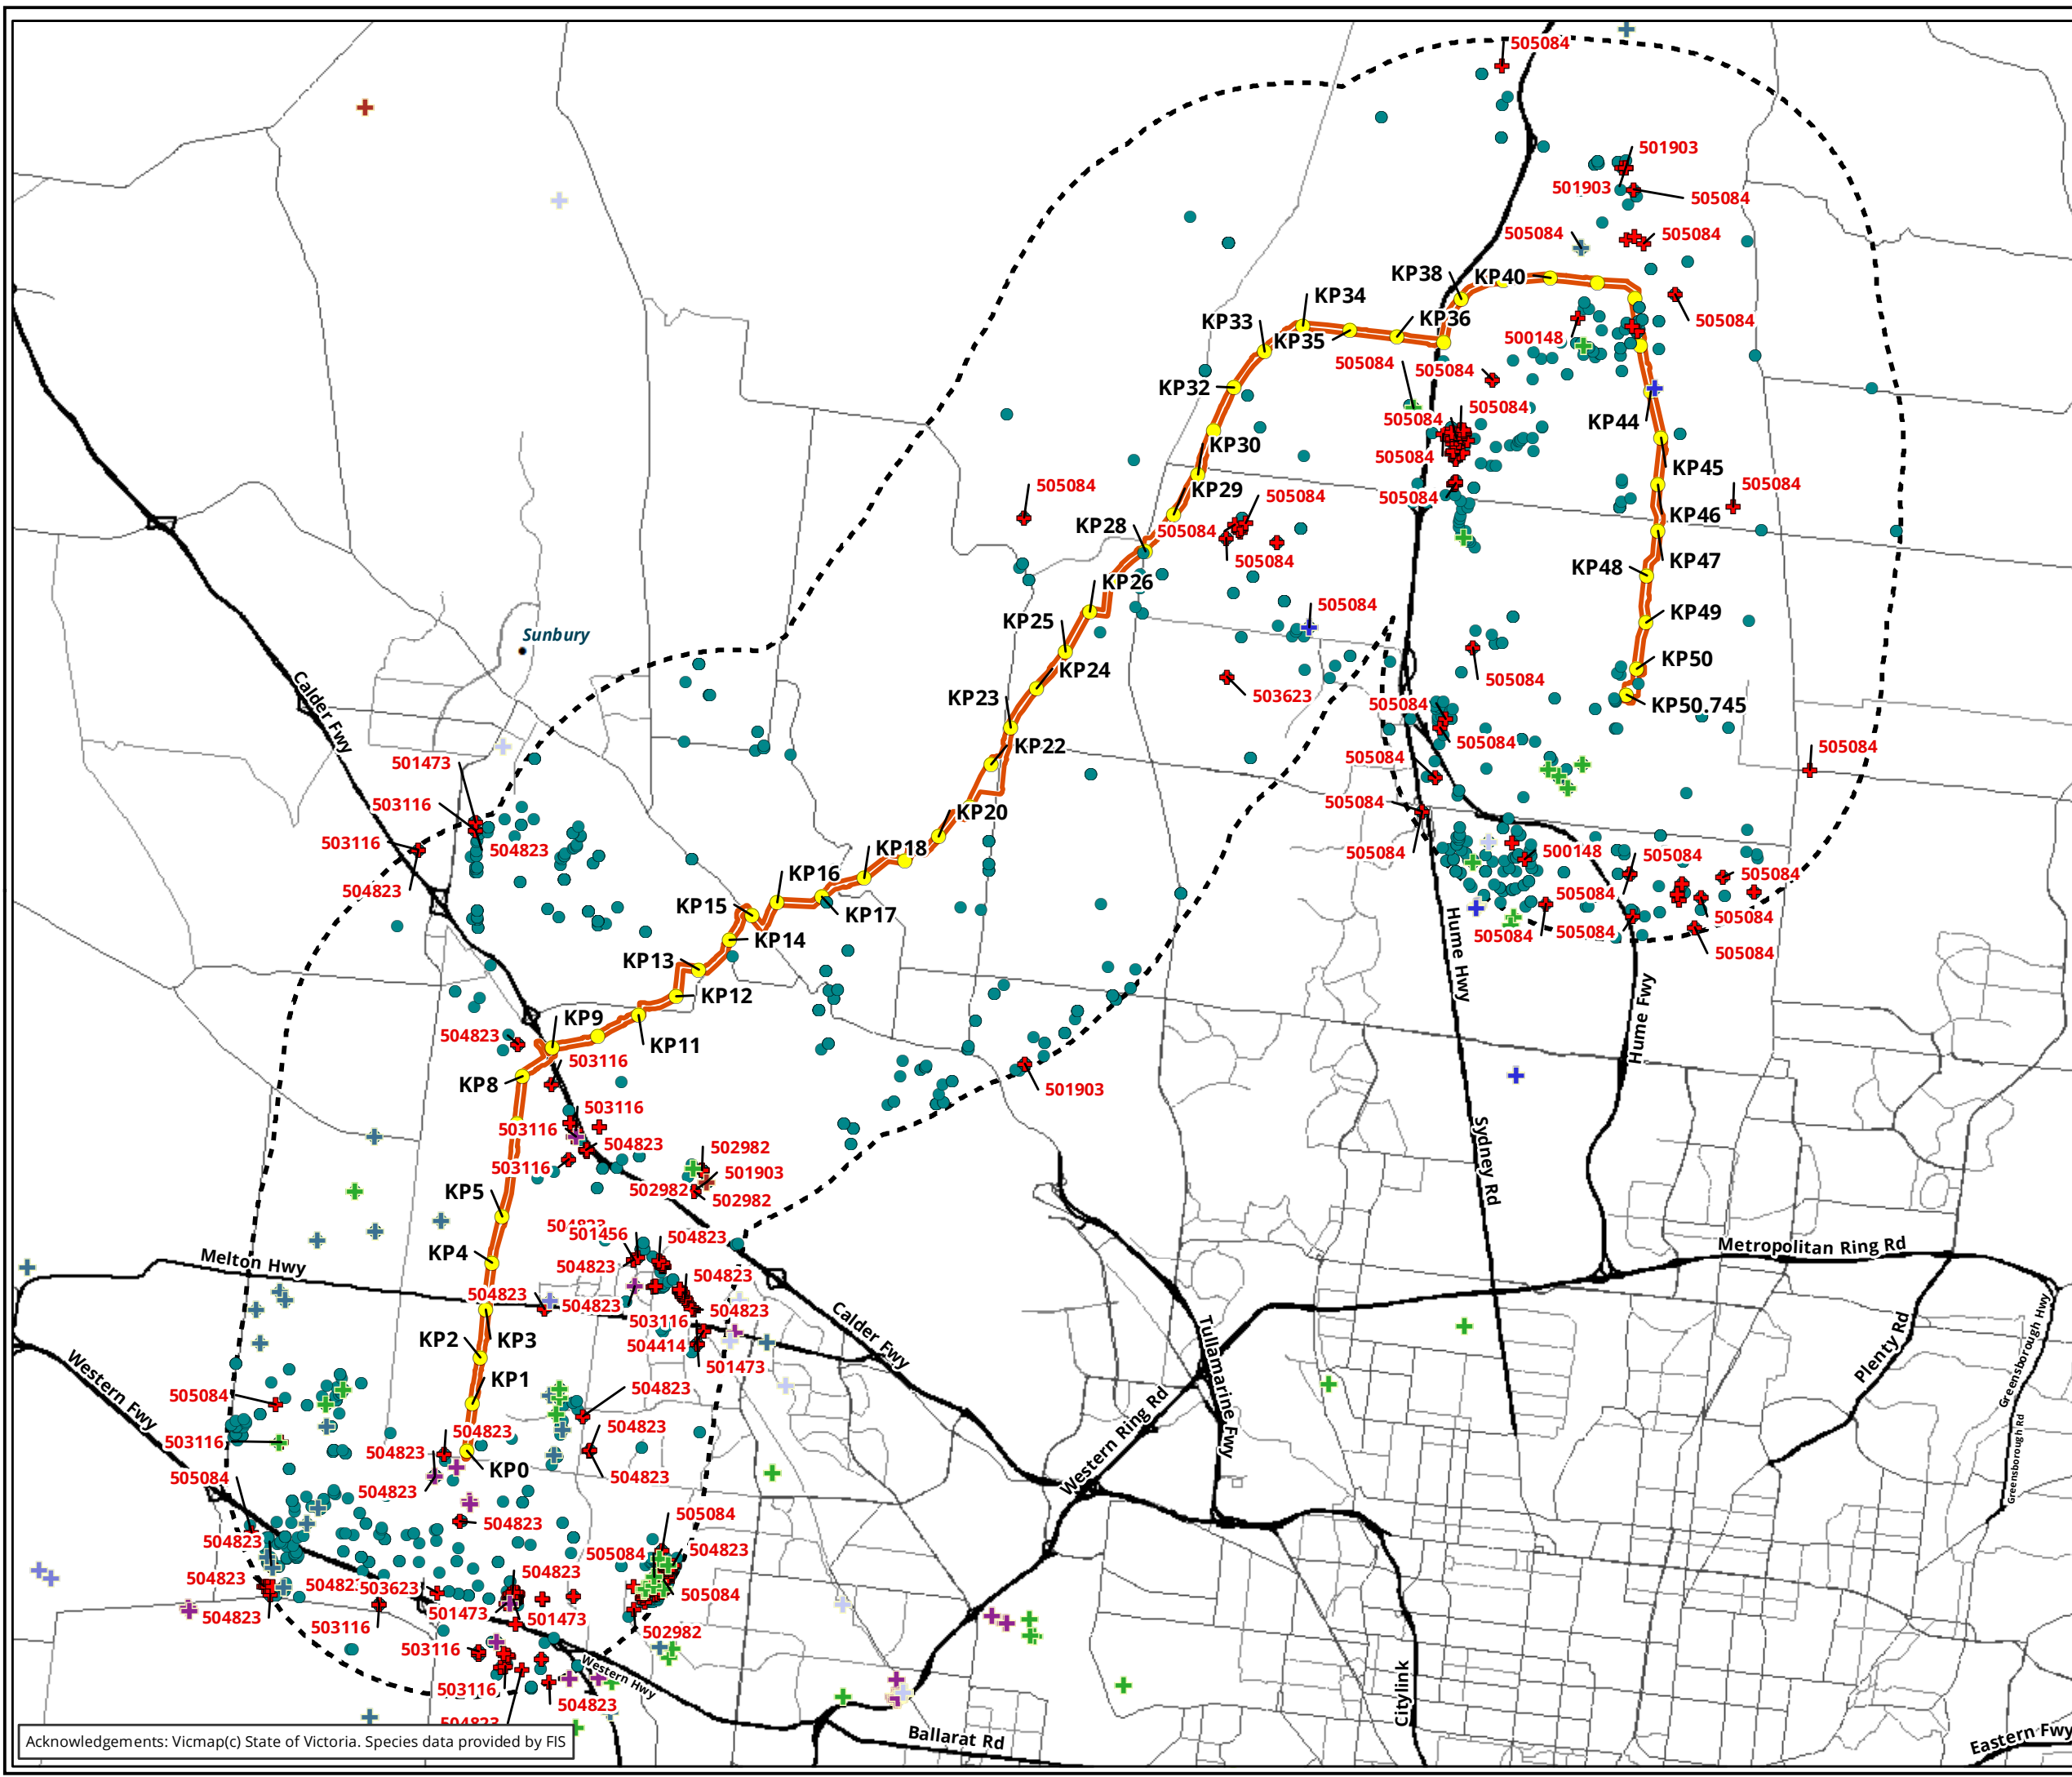 505084
501903
501903
505084
505084
505084
KP38
KP40
KP34
505084
KP33
KP36
KP35
500148
505084
505084
KP32
505084
505084
KP44
KP30
505084
KP45
505084
KP29
505084
505084
505084
KP46
KP28
505084
505084
KP47
KP48
KP26
505084
KP49
KP25
Sunbury
KP50
KP24
505084
503623
KP23
505084
KP50.745
Calder Fwy
505084
KP22
505084
505084
501473
503116
505084
KP20
503116
504823
KP18
505084
500148
505084
504823
KP16
505084
505084
KP15
KP17
505084
KP14
505084
505084
505084
KP13
Hume Hwy
KP12
Hume Fwy
KP9
504823
KP11
503116
KP8
501903
503116
503116
504823
502982
Sydney Rd
503116
501903
502982
502982
KP5
501456
504823
Metropolitan Ring Rd
KP4
Melton Hwy
504823
504823
504823
504823
504823
503116
Calder Fwy
KP2
KP3
504414
501473
Tullamarine Fwy
Plenty Rd
Greensborough Hwy
Western Fwy
KP1
505084
504823
504823
504823
503116
504823
Western Ring Rd
Greensborough Rd
KP0
505084
504823
504823
505084
504823
504823
505084
504823
504823
504823
503623
505084
504823
501473
501473
503116
502982
503116
Western Hwy
503116
504823
Citylink
504823
Ballarat Rd
Eastern Fwy
Acknowledgements: Vicmap(c) State of Victoria. Species data provided by FIS